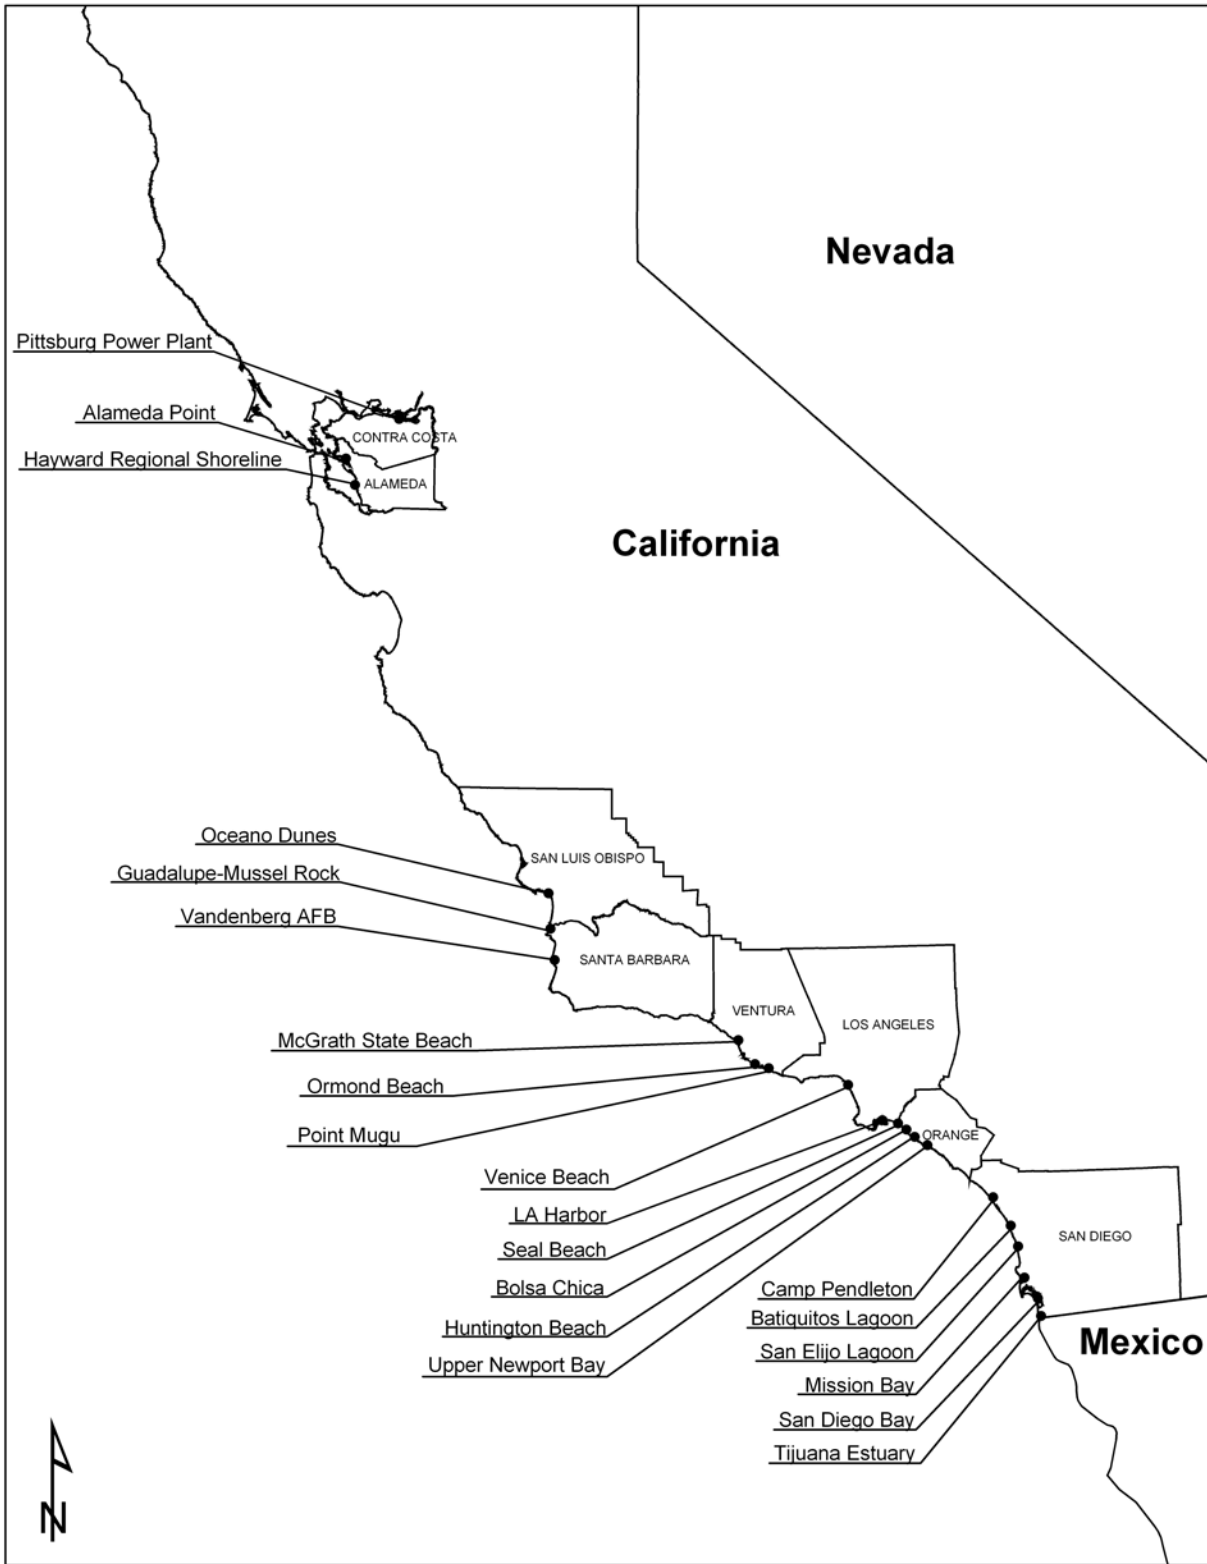 Nevada
Pittsburg Power Plant
Alameda Point
CONTRA COSTA
Hayward Regional Shoreline
ALAMEDA
California
Oceano Dunes
SAN LUIS OBISPO
Guadalupe-Mussel Rock
Vandenberg AFB
SANTA BARBARA
VENTURA
LOS ANGELES
McGrath State Beach
Ormond Beach
Point Mugu
ORANGE
Venice Beach
LA Harbor
SAN DIEGO
Seal Beach
Bolsa Chica
Camp Pendleton
Batiquitos Lagoon
Huntington Beach
Mexico
San Elijo Lagoon
Upper Newport Bay
Mission Bay
San Diego Bay
Tijuana Estuary
N